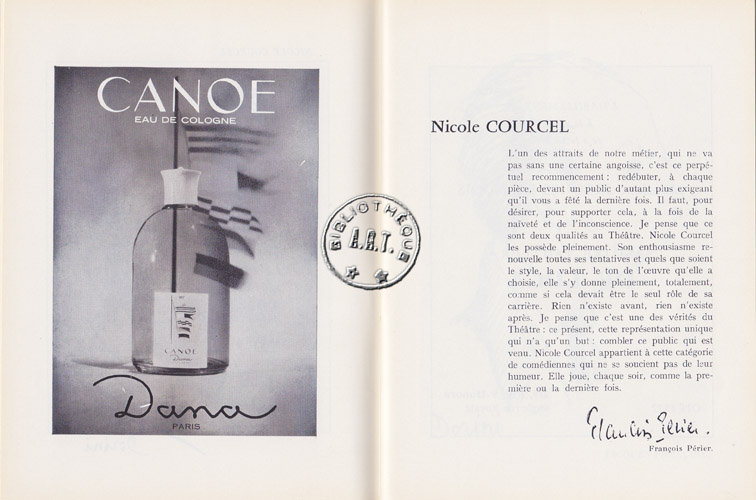 CANOE
EAU DE COLOGNE
CANOE
Dana
Dana
PARIS
BIBLIOTHÈQUE
A.R.T.
Nicole COURCEL
L'un des attraits de notre métier, qui ne va
pas sans une certaine angoisse, c'est ce perpé-
tuel recommencement : redébuter, à chaque
pièce, devant un public d'autant plus exigeant
qu'il vous a fêté la dernière fois. Il faut, pour
désirer, pour supporter cela, à la fois de la
naïveté et de l'inconscience. Je pense que ce
sont deux qualités au Théâtre. Nicole Courcel
les possède pleinement. Son enthousiasme re-
nouvelle toutes ses tentatives et quels que soient
le style, la valeur, le ton de l'œuvre qu'elle a
choisie, elle s'y donne pleinement, totalement,
comme si cela devait être le seul rôle de sa
carrière. Rien n'existe avant, rien n'existe
après. Je pense que c'est une des vérités du
Théâtre : ce présent, cette représentation unique
qui n'a qu'un but : combler ce public qui est
venu. Nicole Courcel appartient à cette catégorie
de comédiennes qui ne se soucient pas de leur
humeur. Elle joue, chaque soir, comme la pre-
mière ou la dernière fois.
François Périer.
François Périer.